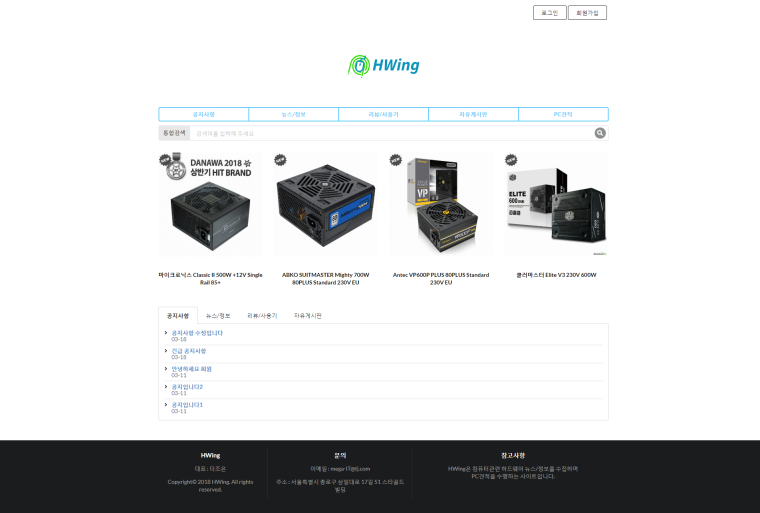 로그인 회원가입
HWing
공지사항 뉴스/정보 리뷰/사용기 자유게시판 PC견적
통합검색 검색어를 입력해 주세요
NEW NEW NEW NEW
DANAWA 2018
상반기 HIT BRAND
VP
ELITE
600
마이크로닉스 Classic II 500W +12V Single
Rail 85+
ABKO SUITMASTER Mighty 700W
80PLUS Standard 230V EU
Antec VP600P PLUS 80PLUS Standard
230V EU
쿨러마스터 Elite V3 230V 600W
공지사항 뉴스/정보 리뷰/사용기 자유게시판
공지사항 수정입니다
03-18
긴급 공지사항
03-18
안녕하세요 회원
03-11
공지입니다2
03-11
공지입니다1
03-11
HWing
대표 : 다조은
Copyright© 2018 HWing. All rights
reserved.
문의
이메일 : mega-IT@tj.com
주소 : 서울특별시 종로구 삼일대로 17길 51 스타골드
빌딩
참고사항
HWing은 컴퓨터관련 하드웨어 뉴스/정보를 수집하며
PC견적을 수행하는 사이트입니다.